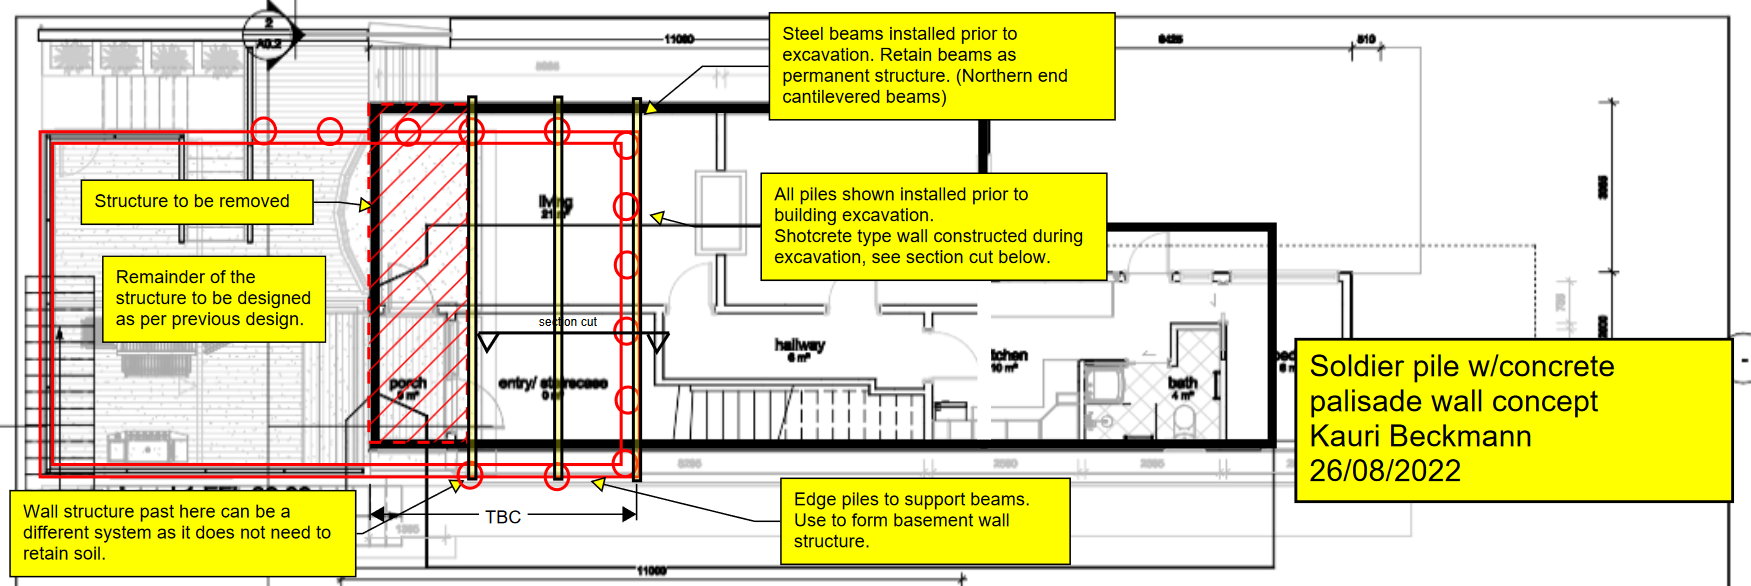 2
A0.2
11080
6425
510
Steel beams installed prior to
excavation. Retain beams as
permanent structure. (Northern end
cantilevered beams)
Structure to be removed
living
21 m²
All piles shown installed prior to
building excavation.
Shotcrete type wall constructed during
excavation, see section cut below.
Remainder of the
structure to be designed
as per previous design.
section cut
hallway
6 m²
porch
entry/ staircase
0 m²
tchen
10 m²
bath
4 m²
Soldier pile w/concrete
palisade wall concept
Kauri Beckmann
26/08/2022
Wall structure past here can be a
different system as it does not need to
retain soil.
TBC
Edge piles to support beams.
Use to form basement wall
structure.